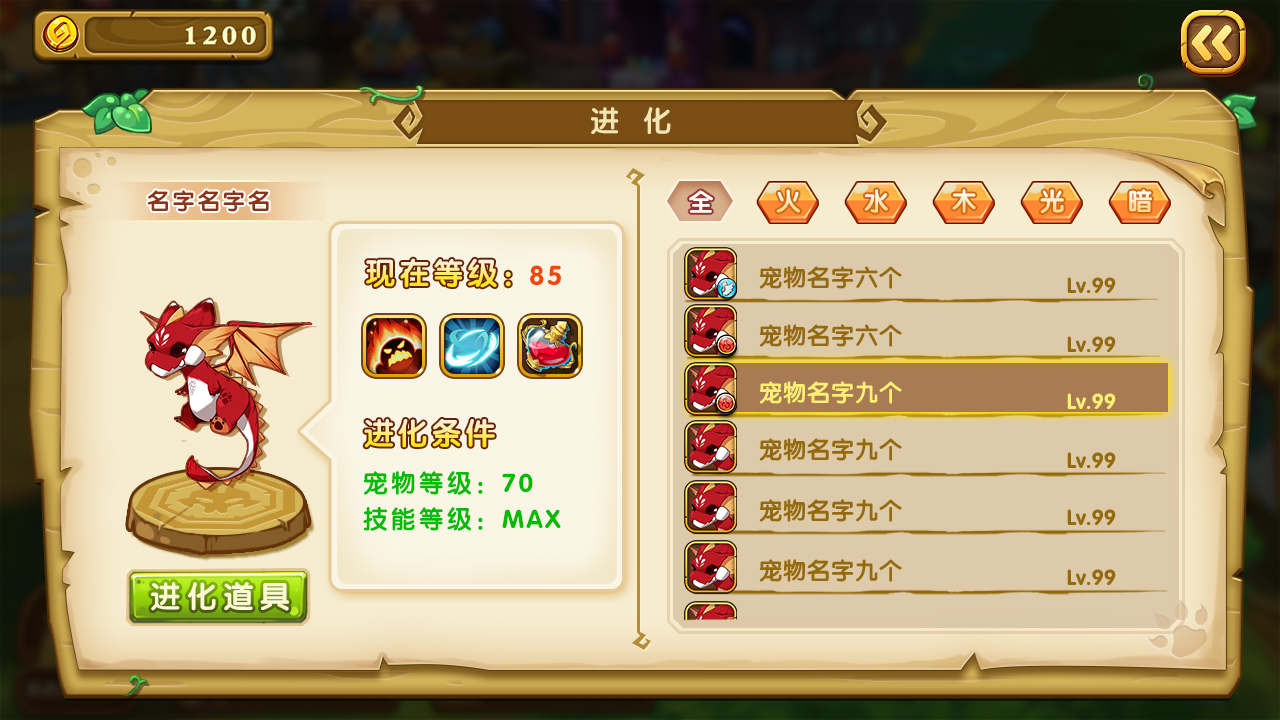 1200
进化
名字名字名
现在等级：85
进化条件
宠物等级：70
技能等级：MAX
进化道具
全 火 水 木 光 暗
宠物名字六个 Lv.99
宠物名字六个 Lv.99
宠物名字九个 Lv.99
宠物名字九个 Lv.99
宠物名字九个 Lv.99
宠物名字九个 Lv.99